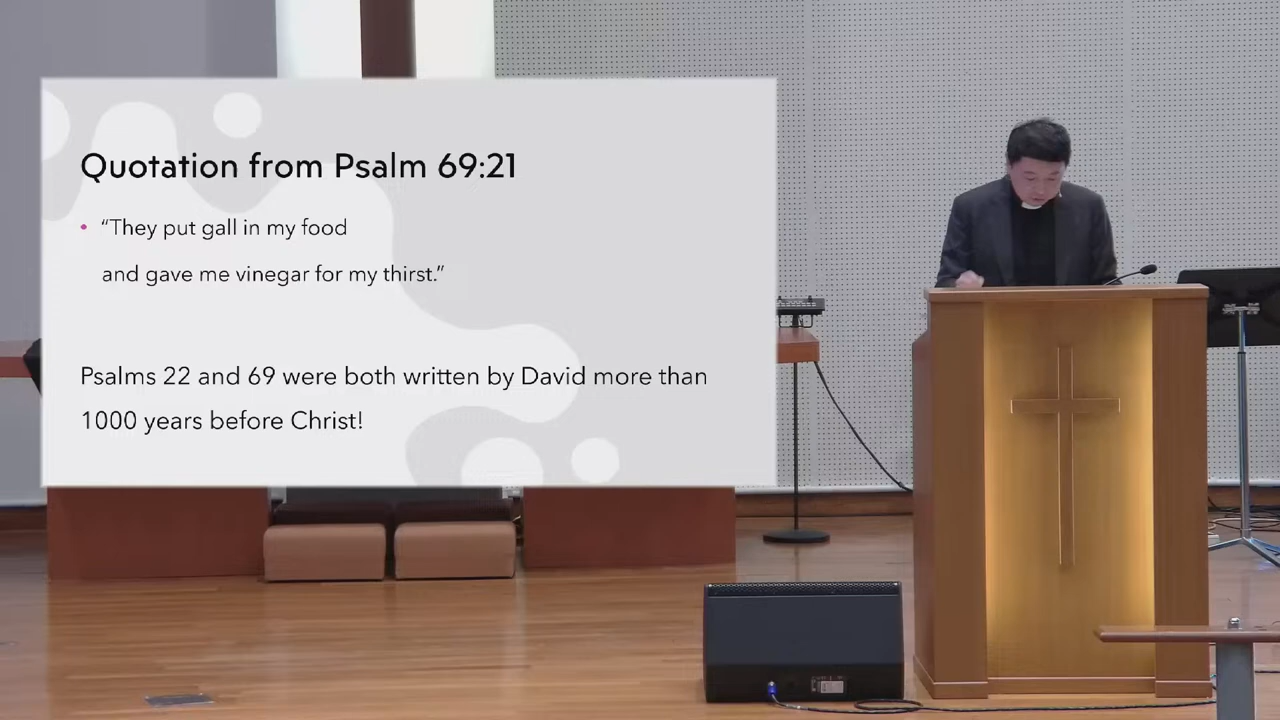 Quotation from Psalm 69:21
• “They put gall in my food
and gave me vinegar for my thirst.”
Psalms 22 and 69 were both written by David more than
1000 years before Christ!